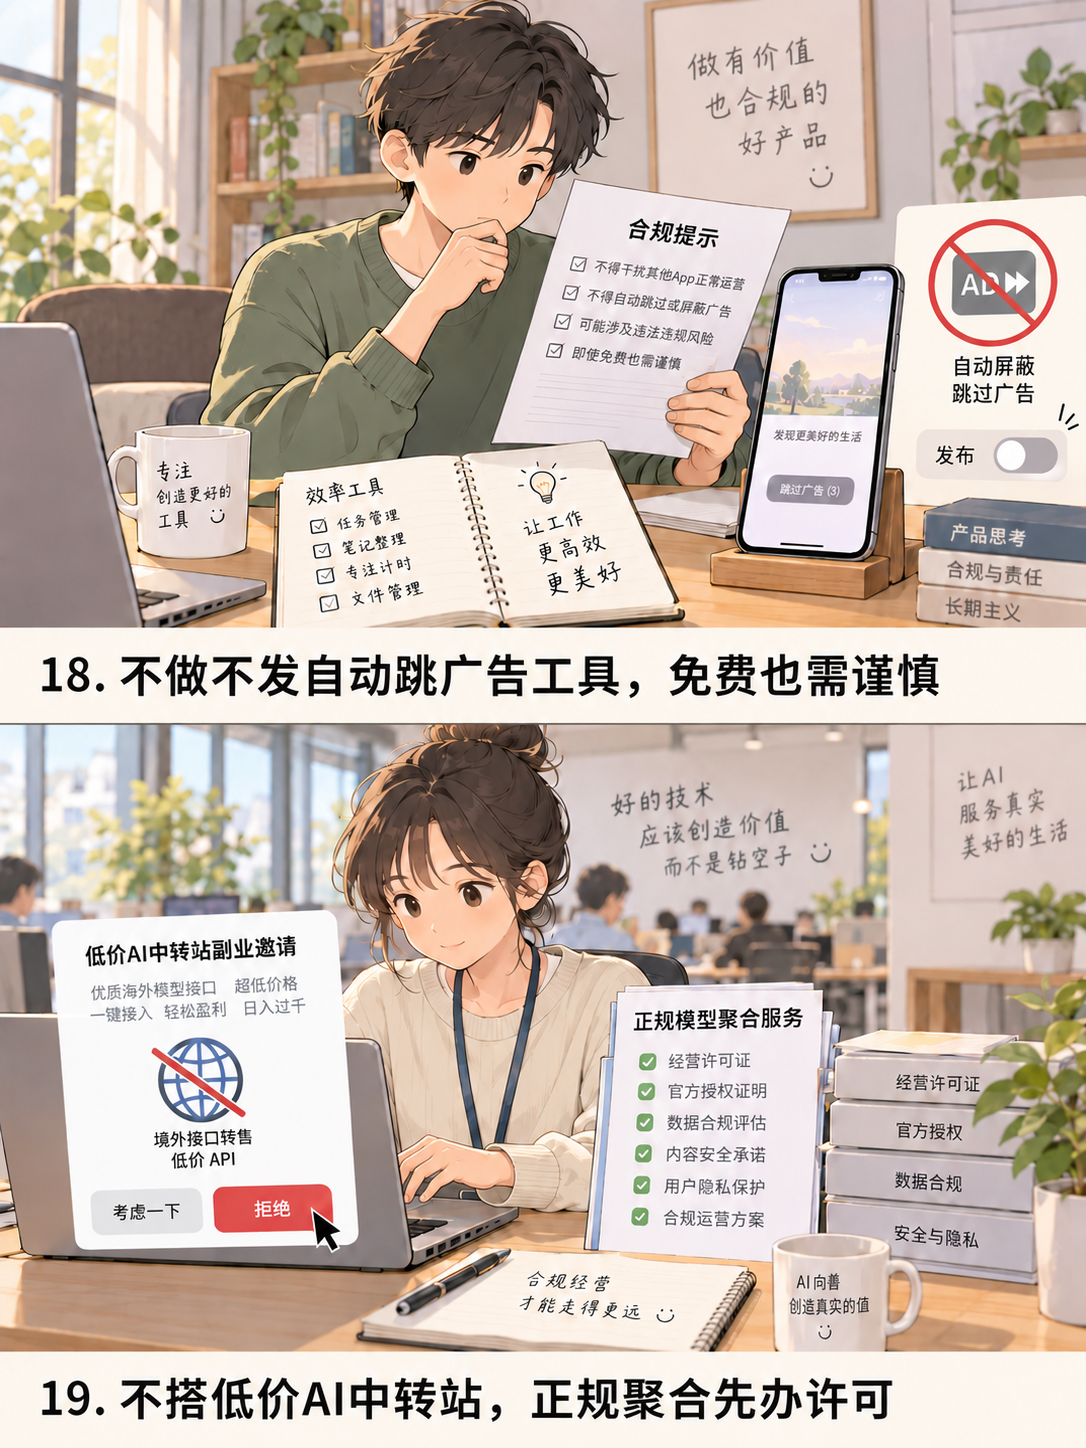 做有价值
也合规的
好产品
合规提示
不得干扰其他App正常运营
不得自动跳过或屏蔽广告
可能涉及违法违规风险
即使免费也需谨慎
AD
自动屏蔽
跳过广告
发布
发现更美好的生活
跳过广告 (3)
专注
创造更好的
工具
效率工具
任务管理
笔记整理
专注计时
文件管理
让工作
更高效
更美好
产品思考
合规与责任
长期主义
18. 不做不发自动跳广告工具，免费也需谨慎
好的技术
应该创造价值
而不是钻空子
让AI
服务真实
美好的生活
低价AI中转站副业邀请
优质海外模型接口 超低价格
一键接入 轻松盈利 日入过千
境外接口转售
低价 API
考虑一下
拒绝
正规模型聚合服务
经营许可证
官方授权证明
数据合规评估
内容安全承诺
用户隐私保护
合规运营方案
经营许可证
官方授权
数据合规
安全与隐私
合规经营
才能走得更远
AI向善
创造真实的值
19. 不搭低价AI中转站，正规聚合先办许可